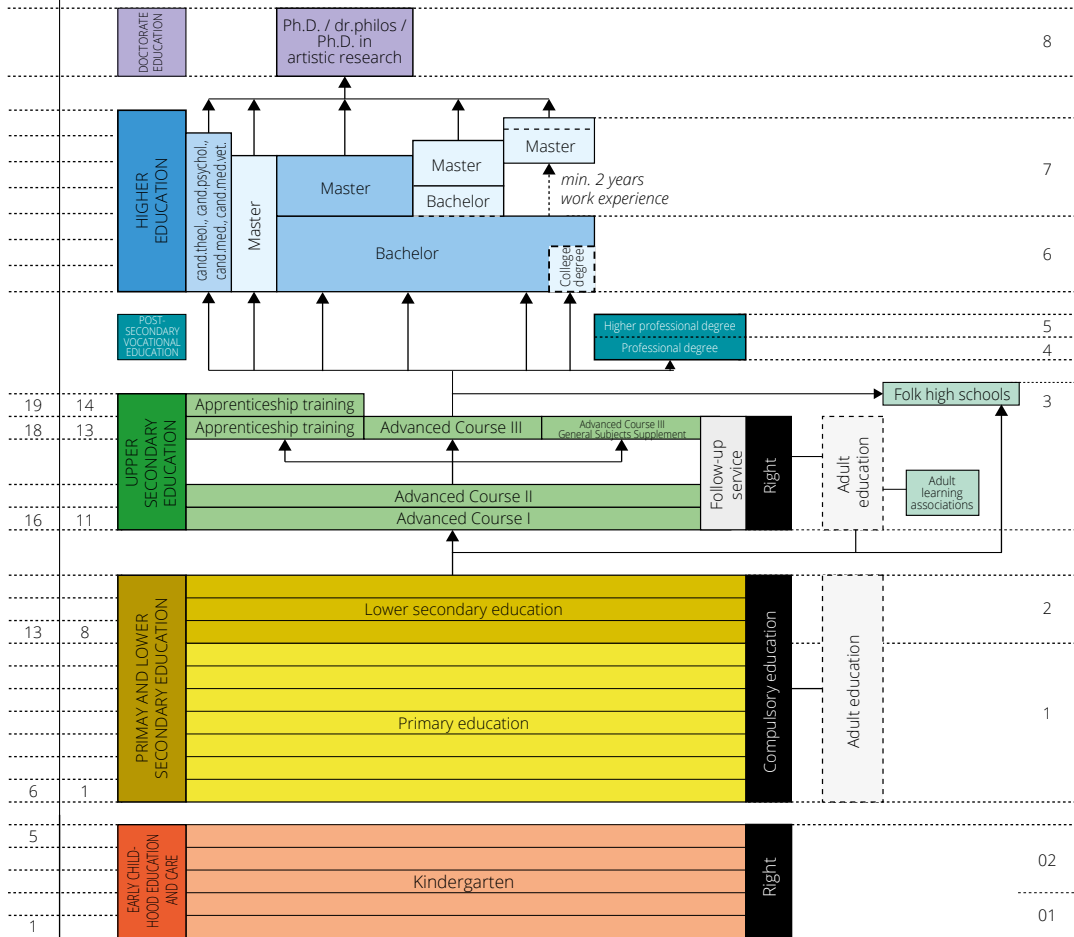 DOCTORATE
EDUCATION
Ph.D. / dr.philos /
Ph.D. in
artistic research
8
HIGHER
EDUCATION
cand.theol., cand.psychol.,
cand.med., cand.med.vet.
Master
Master
Master
Bachelor
Master
min. 2 years
work experience
7
Bachelor
College
degree
6
POST-
SECONDARY
VOCATIONAL
EDUCATION
Higher professional degree
5
Professional degree
4
Folk high schools
3
19
14
UPPER
SECONDARY
EDUCATION
Apprenticeship training
18
13
Apprenticeship training
Advanced Course III
Advanced Course III
General Subjects Supplement
Follow-up
service
Right
Adult
education
Adult
learning
associations
Advanced Course II
16
11
Advanced Course I
PRIMAY AND LOWER
SECONDARY EDUCATION
Lower secondary education
2
13
8
Compulsory education
Adult education
Primary education
1
6
1
5
EARLY CHILD-
HOOD EDUCATION
AND CARE
Kindergarten
Right
02
01
1